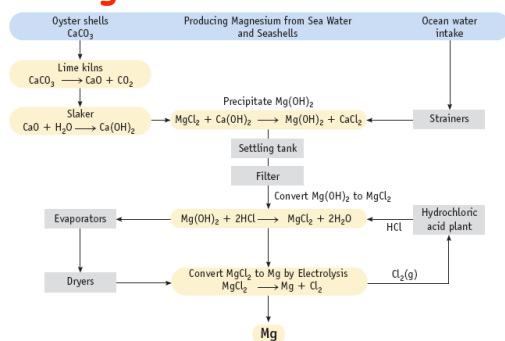 Oyster shells
CaCO₃
Producing Magnesium from Sea Water
and Seashells
Ocean water
intake
Lime kilns
CaCO₃ ⟶ CaO + CO₂
Slaker
CaO + H₂O ⟶ Ca(OH)₂
Precipitate Mg(OH)₂
MgCl₂ + Ca(OH)₂ ⟶ Mg(OH)₂ + CaCl₂
Strainers
Settling tank
Filter
Convert Mg(OH)₂ to MgCl₂
Evaporators
Mg(OH)₂ + 2HCl ⟶ MgCl₂ + 2H₂O
HCl
Hydrochloric
acid plant
Dryers
Convert MgCl₂ to Mg by Electrolysis
MgCl₂ ⟶ Mg + Cl₂
Cl₂(g)
Mg